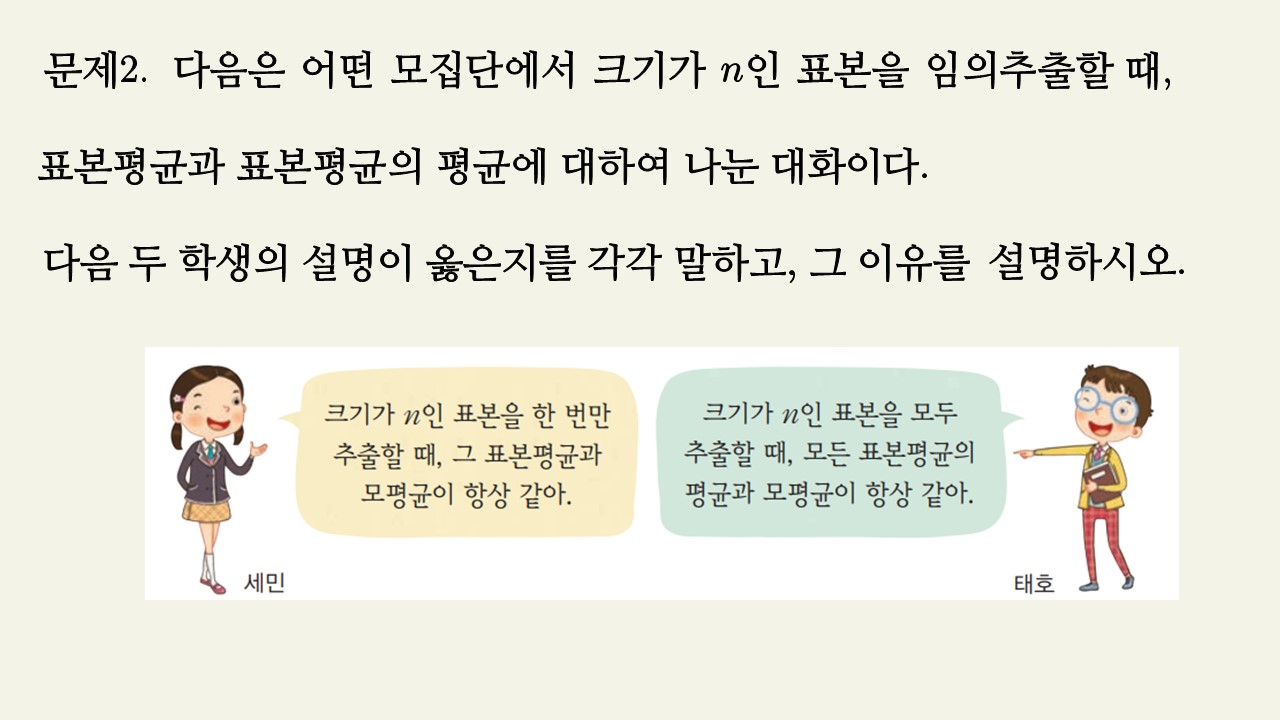 문제2. 다음은 어떤 모집단에서 크기가 n인 표본을 임의추출할 때,
표본평균과 표본평균의 평균에 대하여 나눈 대화이다.
다음 두 학생의 설명이 옳은지를 각각 말하고, 그 이유를 설명하시오.
크기가 n인 표본을 한 번만
추출할 때, 그 표본평균과
모평균이 항상 같아.
세민
크기가 n인 표본을 모두
추출할 때, 모든 표본평균의
평균과 모평균이 항상 같아.
태호